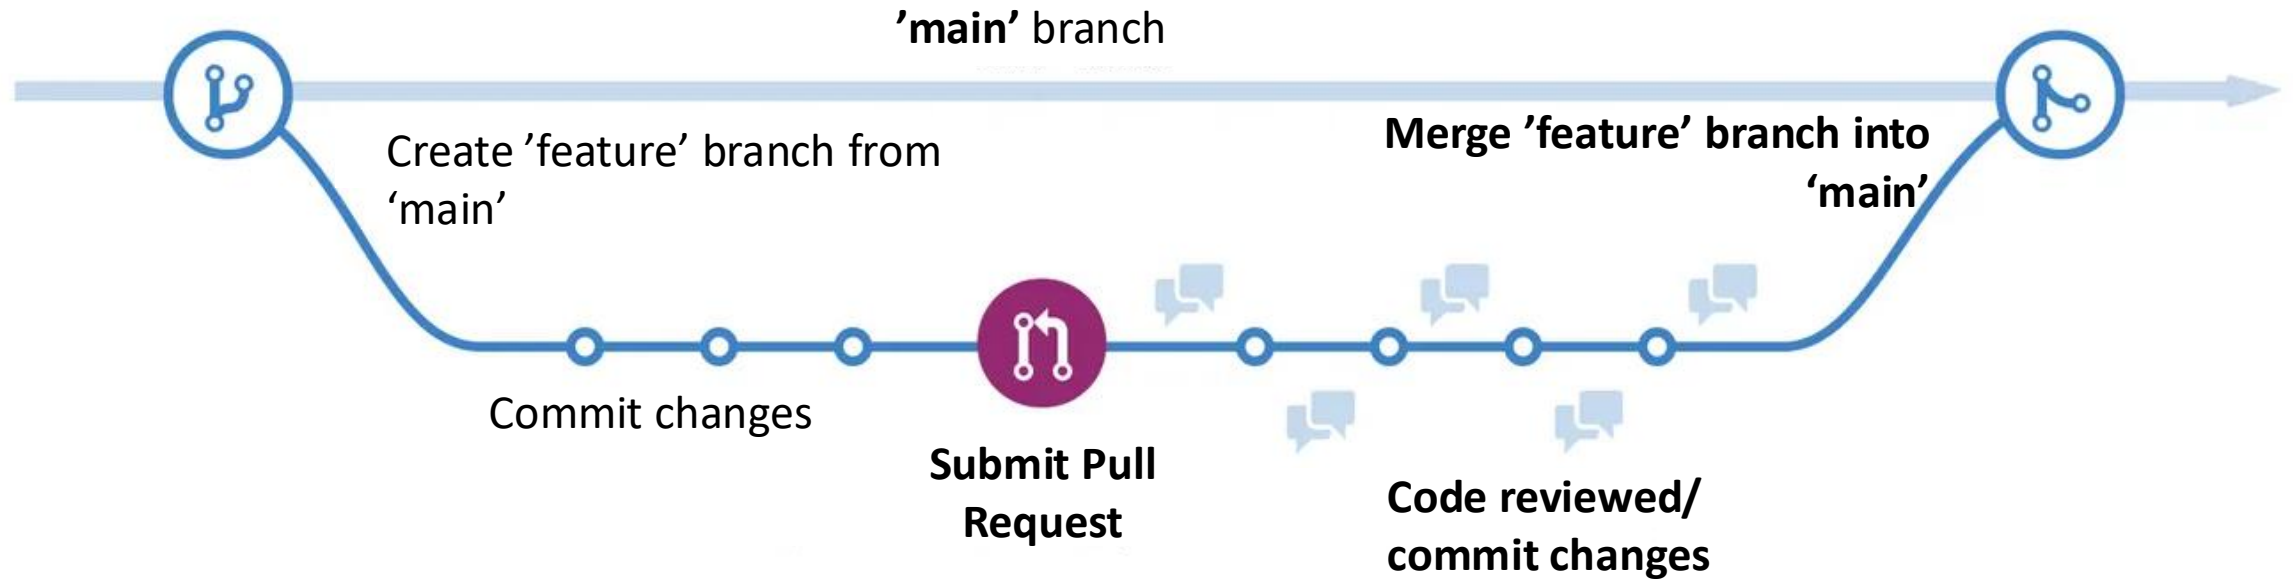 ’main’ branch
Create ’feature’ branch from
‘main’
Merge ’feature’ branch into
‘main’
Commit changes
Submit Pull
Request
Code reviewed/
commit changes